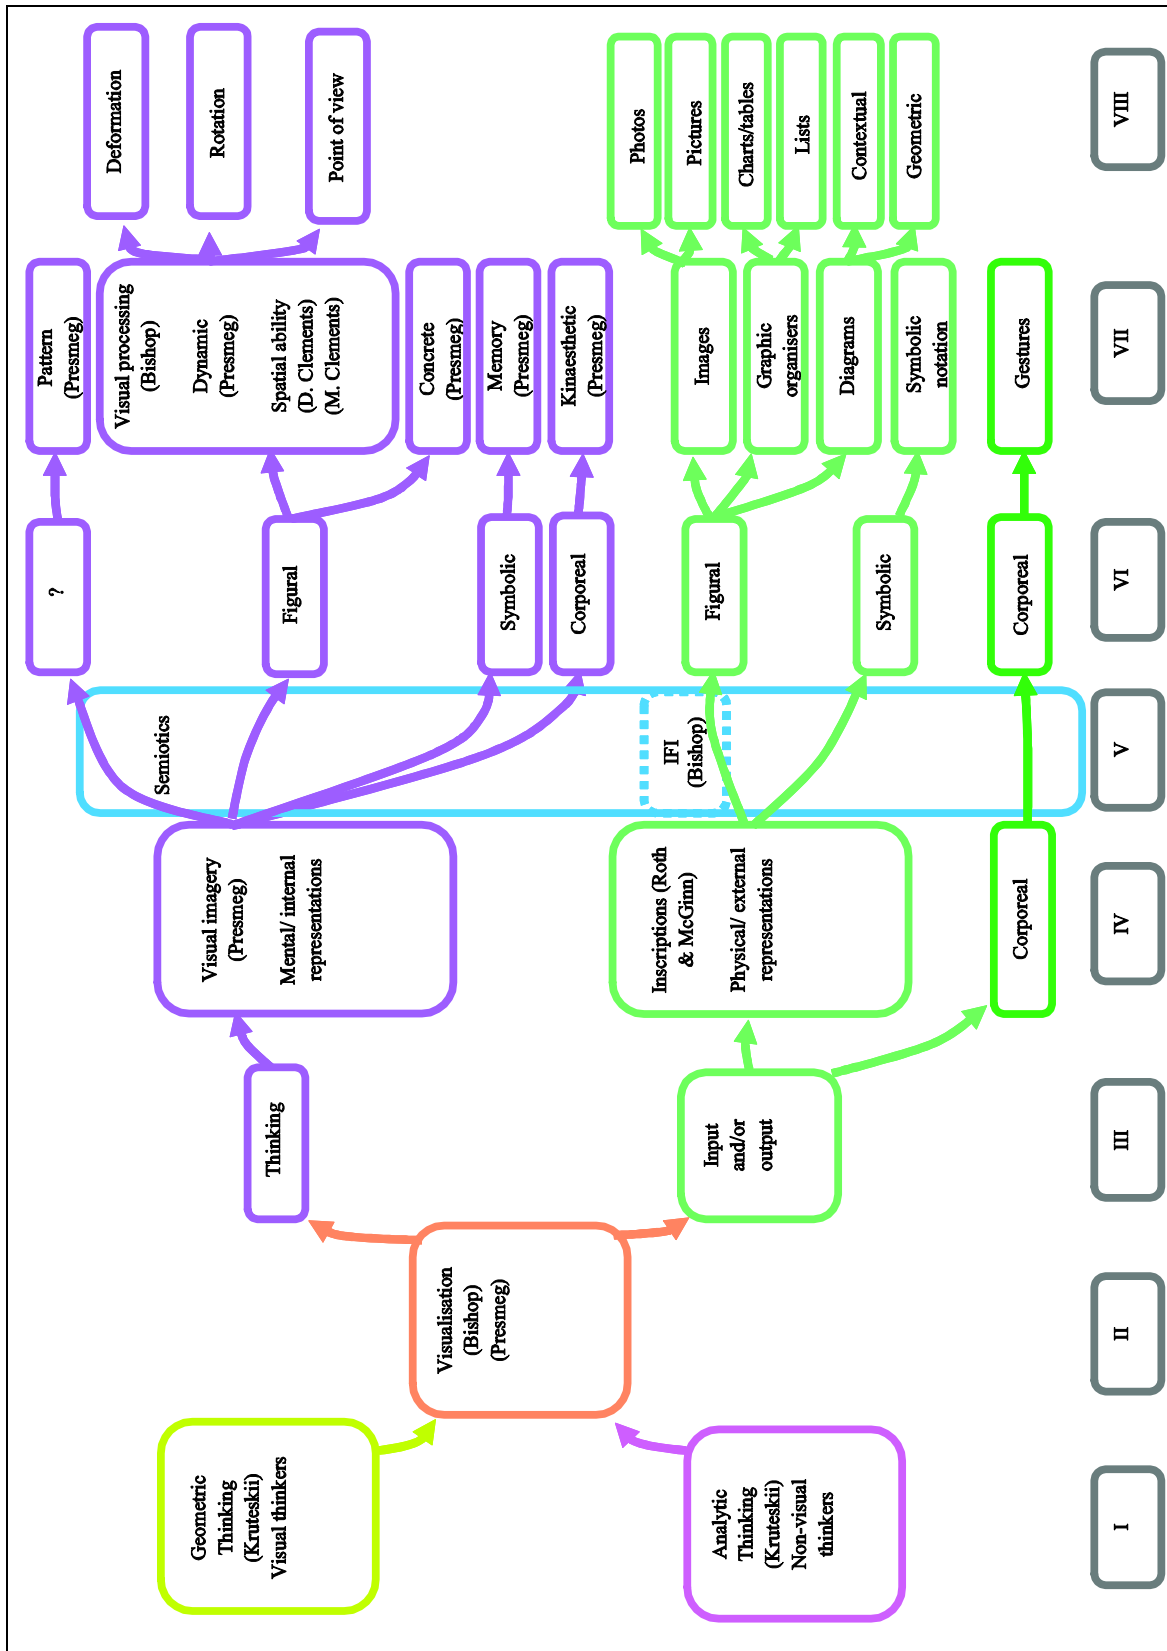 Geometric
Thinking
(Kruteskii)
Visual thinkers
Analytic
Thinking
(Kruteskii)
Non-visual
thinkers
I
Visualisation
(Bishop)
(Presmeg)
II
Thinking
Input
and/or
output
III
Visual imagery
(Presmeg)
Mental/ internal
representations
Inscriptions (Roth
& McGinn)
Physical/ external
representations
Corporeal
IV
Semiotics
IFI
(Bishop)
V
?
Figural
Symbolic
Corporeal
Figural
Symbolic
Corporeal
VI
Pattern
(Presmeg)
Visual processing
(Bishop)
Dynamic
(Presmeg)
Spatial ability
(D. Clements)
(M. Clements)
Concrete
(Presmeg)
Memory
(Presmeg)
Kinaesthetic
(Presmeg)
Images
Graphic
organisers
Diagrams
Symbolic
notation
Gestures
VII
Deformation
Rotation
Point of view
Photos
Pictures
Charts/tables
Lists
Contextual
Geometric
VIII